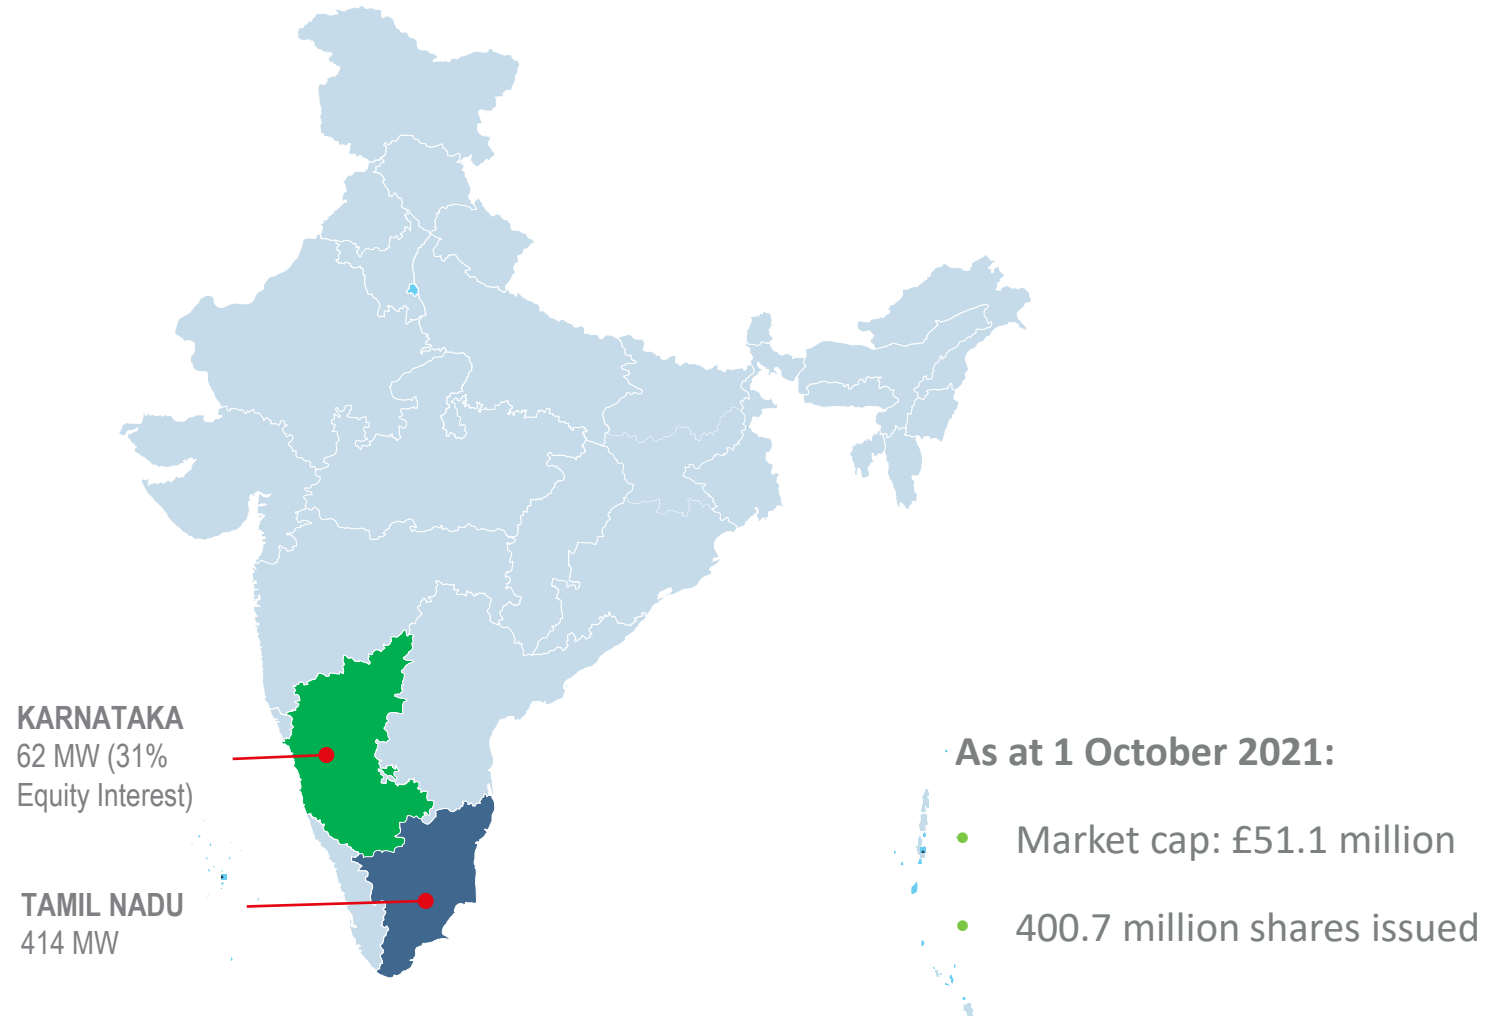 KARNATAKA
62 MW (31%
Equity Interest)
TAMIL NADU
414 MW
As at 1 October 2021:
• Market cap: £51.1 million
• 400.7 million shares issued